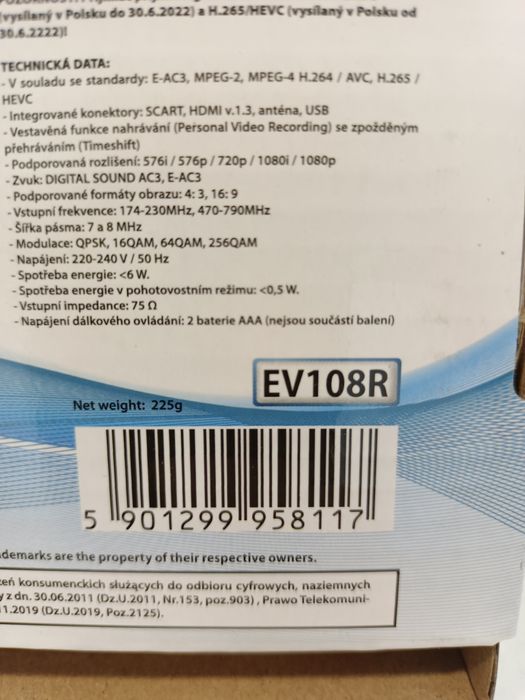 (vysílaný v Polsku do 30.6.2022) a H.265/HEVC (vysílaný v Polsku od
30.6.2222)!
TECHNICKÁ DATA:
- V souladu se standardy: E-AC3, MPEG-2, MPEG-4 H.264 / AVC, H.265 /
HEVC
- Integrované konektory: SCART, HDMI v.1.3, anténa, USB
- Vestavěná funkce nahrávání (Personal Video Recording) se zpožděným
přehráváním (Timeshift)
- Podporovaná rozlišení: 576i / 576p / 720p / 1080i / 1080p
- Zvuk: DIGITAL SOUND AC3, E-AC3
- Podporované formáty obrazu: 4: 3, 16: 9
- Vstupní frekvence: 174-230MHz, 470-790MHz
- Šířka pásma: 7 a 8 MHz
- Modulace: QPSK, 16QAM, 64QAM, 256QAM
- Napájení: 220-240 V / 50 Hz
- Spotřeba energie: <6 W.
- Spotřeba energie v pohotovostním režimu: <0,5 W.
- Vstupní impedance: 75 Ω
- Napájení dálkového ovládání: 2 baterie AAA (nejsou součástí balení)
EV108R
Net weight: 225g
5 901299 958117
demarks are the property of their respective owners.
zeń konsumenckich służących do odbioru cyfrowych, naziemnych
y z dn. 30.06.2011 (Dz.U.2011, Nr.153, poz.903) , Prawo Telekomuni-
11.2019 (Dz.U.2019, Poz.2125).